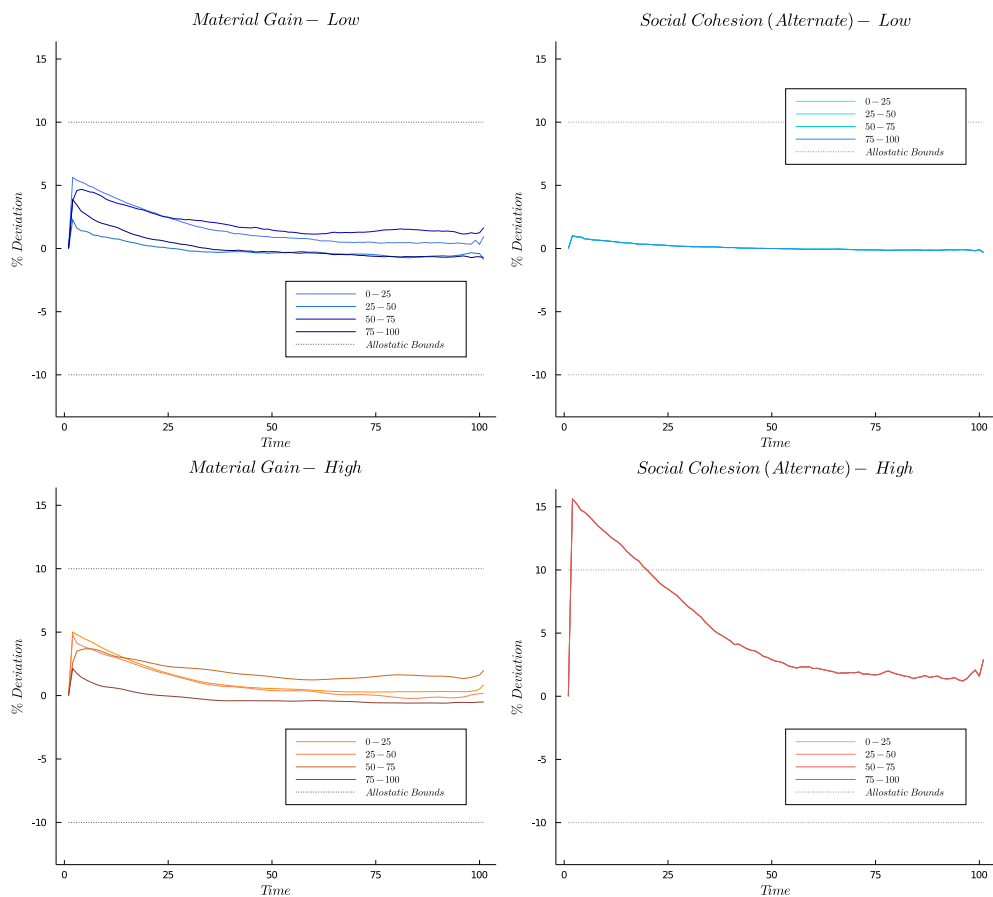 Material Gain− Low
15
10
5
0
-5
-10
% Deviation
0 − 25
25 − 50
50 − 75
75 − 100
Allostatic Bounds
0 25 50 75 100
Time
Social Cohesion (Alternate)− Low
15
10
5
0
-5
-10
% Deviation
0 − 25
25 − 50
50 − 75
75 − 100
Allostatic Bounds
0 25 50 75 100
Time
Material Gain− High
15
10
5
0
-5
-10
% Deviation
0 − 25
25 − 50
50 − 75
75 − 100
Allostatic Bounds
0 25 50 75 100
Time
Social Cohesion (Alternate)− High
15
10
5
0
-5
-10
% Deviation
0 − 25
25 − 50
50 − 75
75 − 100
Allostatic Bounds
0 25 50 75 100
Time